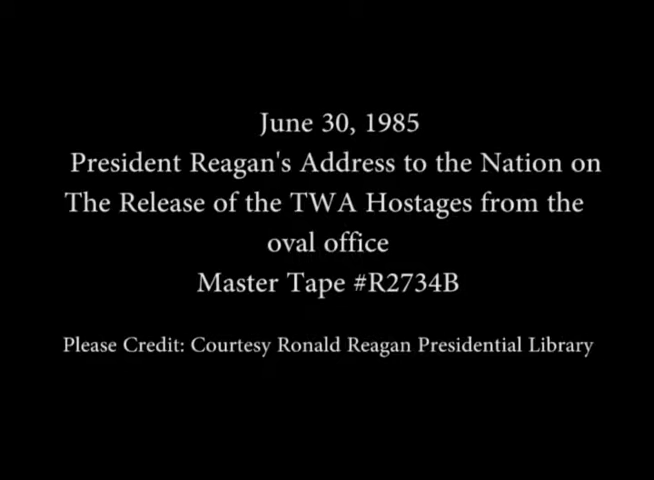 June 30, 1985
President Reagan's Address to the Nation on
The Release of the TWA Hostages from the
oval office
Master Tape #R2734B
Please Credit: Courtesy Ronald Reagan Presidential Library